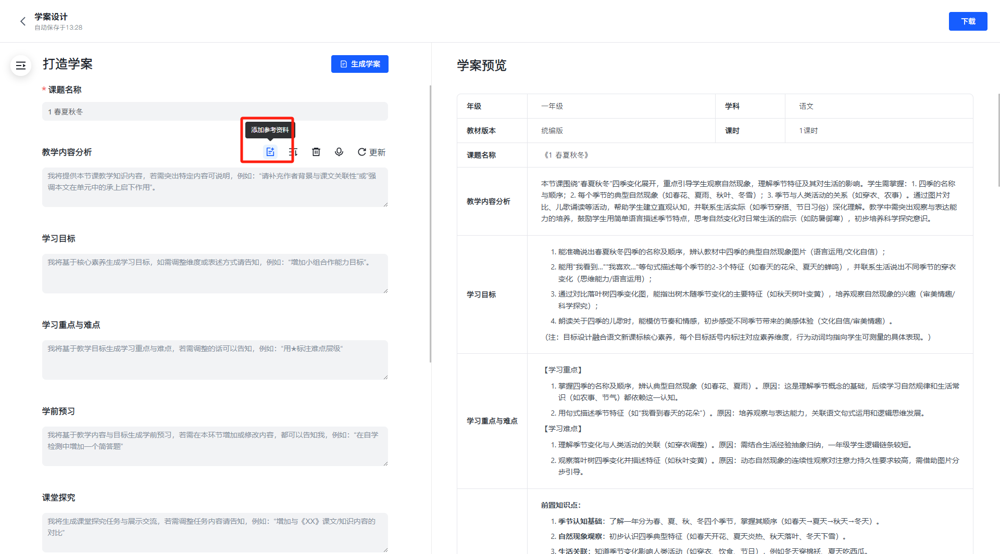 学案设计
自动保存于13:28
下载
打造学案
生成学案
* 课题名称
1 春夏秋冬
添加参考资料
教学内容分析
更新
我将提供本节课教学知识内容，若需突出特定内容可说明，例如：“请补充作者背景与课文关联性“或”强
调本文在单元中的承上启下作用”。
学习目标
我将基于核心素养生成学习目标，如需调整维度或表述方式请告知，例如：“增加小组合作能力目标”。
学习重点与难点
我将基于教学目标生成学习重点与难点，若需调整的话可以告知，例如：“用★标注难点层级“
学前预习
我将基于教学内容与目标生成学前预习，若需在本环节增加或修改内容，都可以告知我，例如：“在自学
检测中增加一个简答题”
课堂探究
我将生成课堂探究任务与展示交流，若需调整任务内容请告知，例如：“增加与《XX》课文/知识内容的
对比”
学案预览
年级 一年级 学科 语文
教材版本 统编版 课时 1课时
课题名称 《1 春夏秋冬》
教学内容分析
本节课围绕“春夏秋冬”四季变化展开，重点引导学生观察自然现象，理解季节特征及其对生活的影响。学生需掌握：1. 四季的名称
与顺序；2. 每个季节的典型自然现象（如春花、夏雨、秋叶、冬雪）；3. 季节与人类活动的关系（如穿衣、农事）。通过图片对
比、儿歌诵读等活动，帮助学生建立直观认知，并联系生活实际（如季节穿搭、节日习俗）深化理解。教学中需突出观察与表达能
力的培养，鼓励学生用简单语言描述季节特点，思考自然变化对日常生活的启示（如防暑御寒），初步培养科学探究意识。
学习目标
1. 能准确说出春夏秋冬四季的名称及顺序，辨认教材中四季的典型自然现象图片（语言运用/文化自信）；
2. 能用"我看到..."“我喜欢..."等句式描述每个季节的2-3个特征（如春天的花朵、夏天的蝉鸣），并联系生活说出不同季节的穿衣
变化（思维能力/语言运用）；
3. 通过对比落叶树四季变化图，能指出树木随季节变化的主要特征（如秋天树叶变黄），培养观察自然现象的兴趣（审美情趣/
科学探究）；
4. 朗读关于四季的儿歌时，能模仿节奏和情感，初步感受不同季节带来的美感体验（文化自信/审美情趣）。
（注：目标设计融合语文新课标核心素养，每个目标括号内标注对应素养维度，行为动词均指向学生可测量的具体表现。）
学习重点与难点
【学习重点】
1. 掌握四季的名称及顺序，辨认典型自然现象（如春花、夏雨）。原因：这是理解季节概念的基础，后续学习自然规律和生活常
识（如农事、节气）都依赖这一认知。
2. 用句式描述季节特征（如“我看到春天的花朵”）。原因：培养观察与表达能力，关联语文句式运用和逻辑思维发展。
【学习难点】
1. 理解季节变化与人类活动的关联（如穿衣调整）。原因：需结合生活经验抽象归纳，一年级学生逻辑链条较短。
2. 观察落叶树四季变化并描述特征（如秋叶变黄）。原因：动态自然现象的连续性观察对注意力持久性要求较高，需借助图片分
步引导。
前置知识点：
1. 季节认知基础：了解一年分为春、夏、秋、冬四个季节，掌握其顺序（如春天→夏天→秋天→冬天）。
2. 自然现象观察：初步认识四季典型特征（如春天开花、夏天炎热、秋天落叶、冬天下雪）。
3. 生活关联：知道季节变化影响人类活动（如穿衣、饮食、节日），例如冬天穿棉袄、夏天吃西瓜。